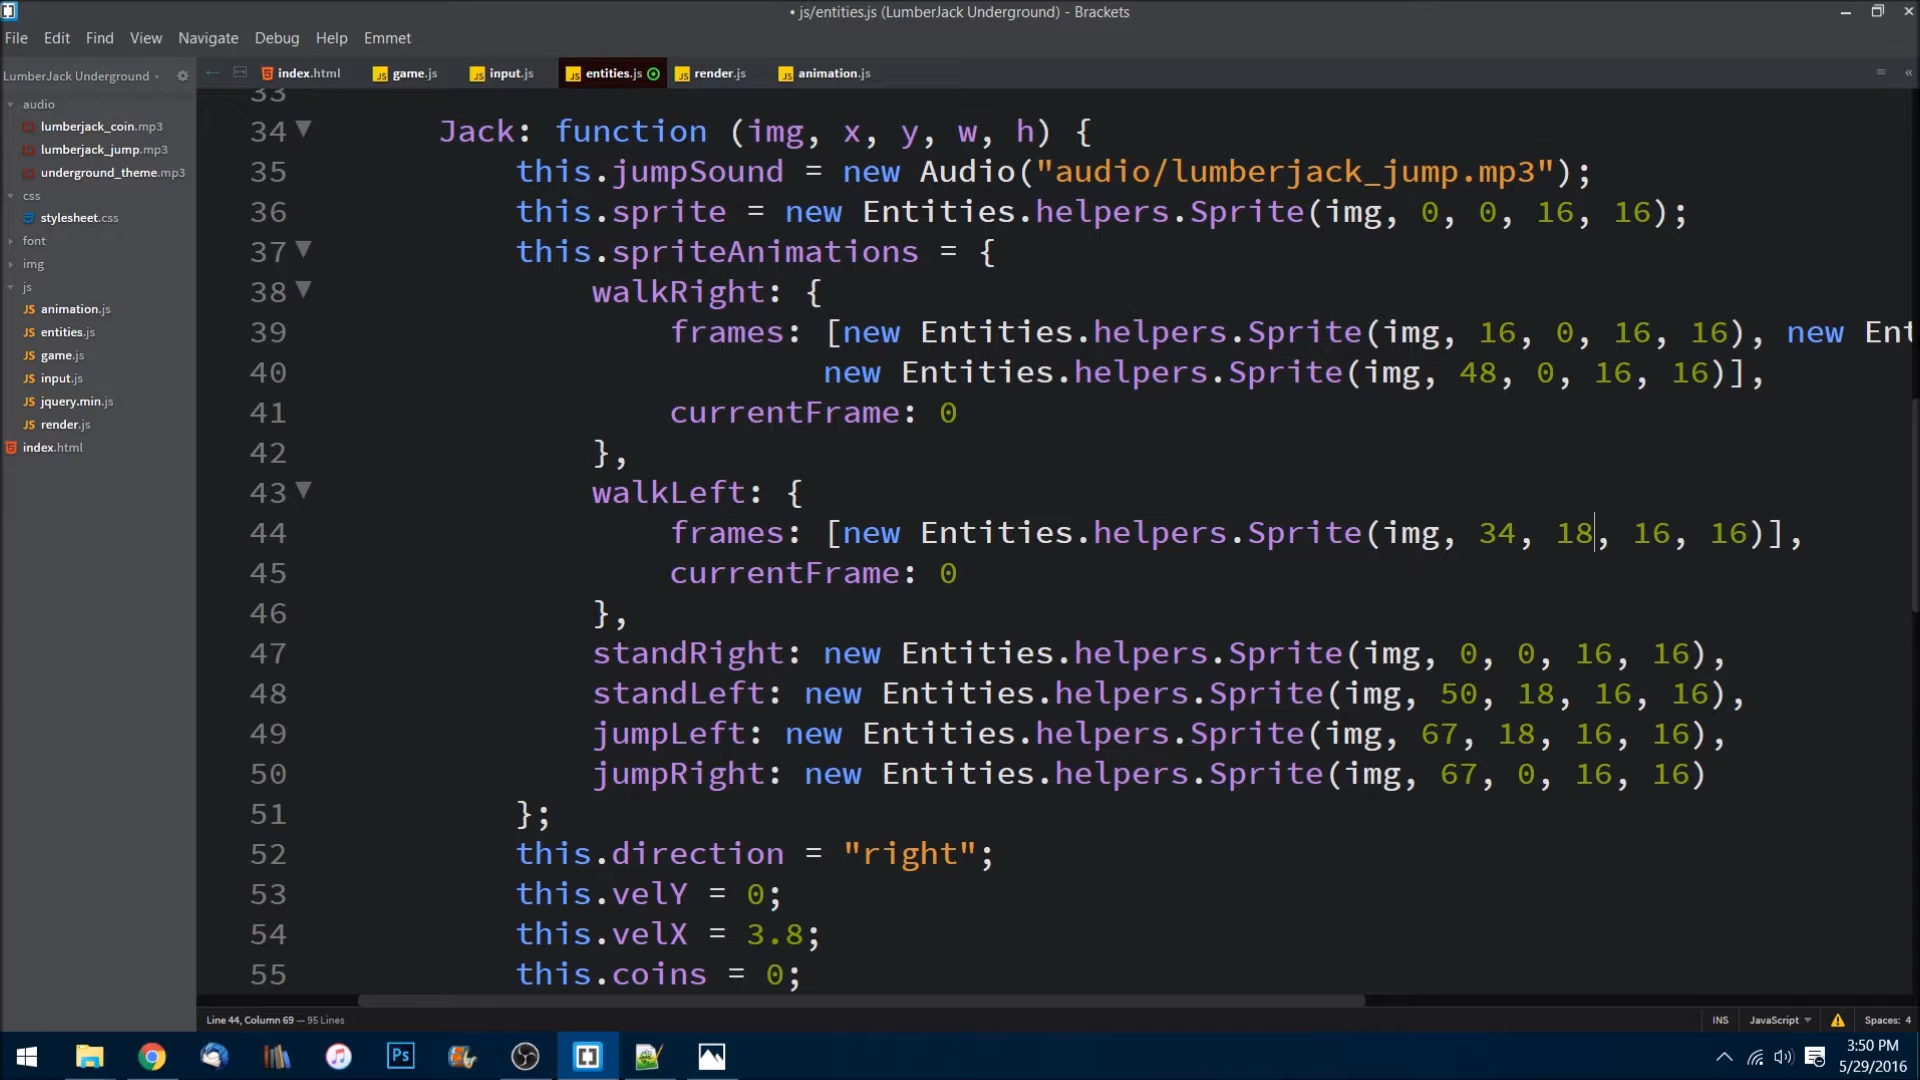 • js/entities.js (LumberJack Underground) - Brackets
File Edit Find View Navigate Debug Help Emmet
LumberJack Underground
index.html game.js input.js entities.js render.js animation.js
audio
lumberjack_coin.mp3
lumberjack_jump.mp3
underground_theme.mp3
css
stylesheet.css
font
img
js
animation.js
entities.js
game.js
input.js
jquery.min.js
render.js
index.html
33
34 Jack: function (img, x, y, w, h) {
35 this.jumpSound = new Audio("audio/lumberjack_jump.mp3");
36 this.sprite = new Entities.helpers.Sprite(img, 0, 0, 16, 16);
37 this.spriteAnimations = {
38 walkRight: {
39 frames: [new Entities.helpers.Sprite(img, 16, 0, 16, 16), new Ent
40 new Entities.helpers.Sprite(img, 48, 0, 16, 16)],
41 currentFrame: 0
42 },
43 walkLeft: {
44 frames: [new Entities.helpers.Sprite(img, 34, 18, 16, 16)],
45 currentFrame: 0
46 },
47 standRight: new Entities.helpers.Sprite(img, 0, 0, 16, 16),
48 standLeft: new Entities.helpers.Sprite(img, 50, 18, 16, 16),
49 jumpLeft: new Entities.helpers.Sprite(img, 67, 18, 16, 16),
50 jumpRight: new Entities.helpers.Sprite(img, 67, 0, 16, 16)
51 };
52 this.direction = "right";
53 this.velY = 0;
54 this.velX = 3.8;
55 this.coins = 0;
Line 44, Column 69 — 95 Lines INS JavaScript Spaces: 4
Ps
3:50 PM
5/29/2016